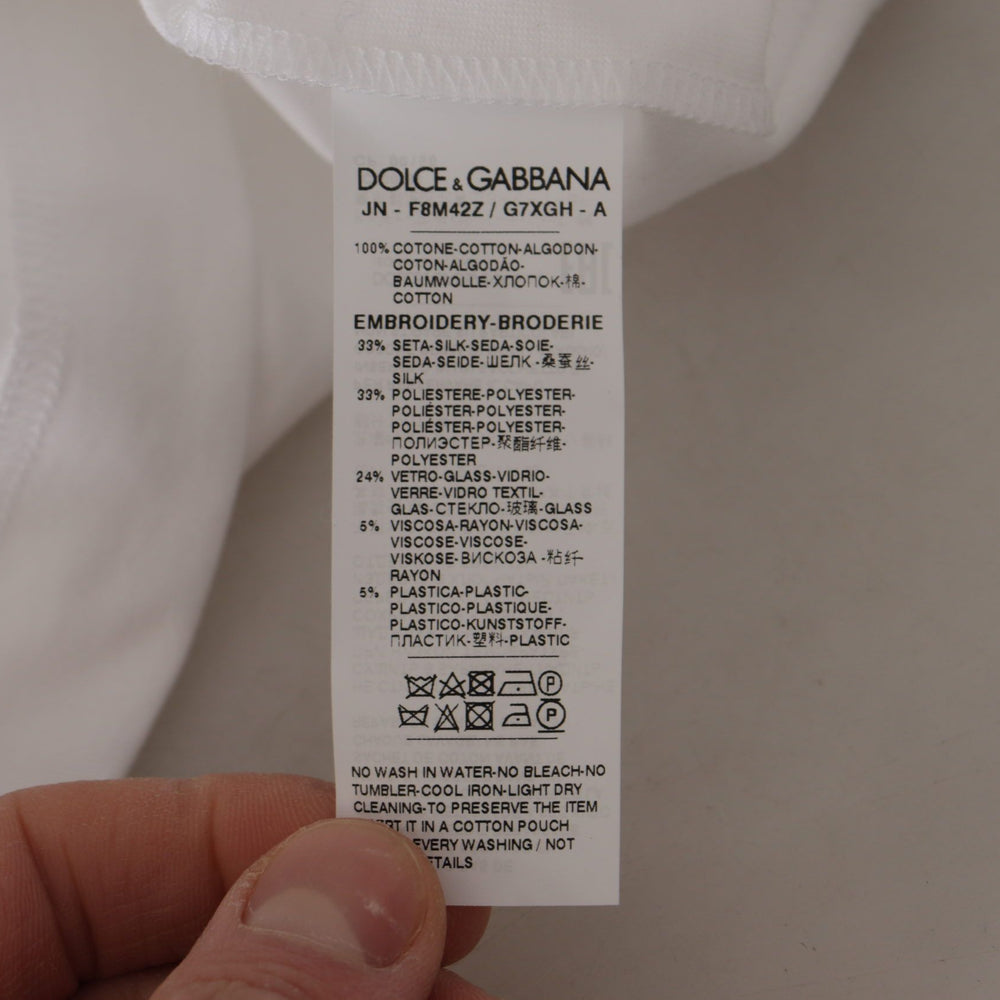 DOLCE & GABBANA
JN - F8M42Z / G7XGH - A
100% COTONE-COTTON-ALGODON-
COTON-ALGODÃO-
BAUMWOLLE-ХЛОПОК-棉-
COTTON
EMBROIDERY-BRODERIE
33% SETA-SILK-SEDA-SOIE-
SEDA-SEIDE-ШЕЛК -桑蚕丝-
SILK
33% POLIESTERE-POLYESTER-
POLIÉSTER-POLYESTER-
POLIÉSTER-POLYESTER-
ПОЛИЭСТЕР-聚酯纤维-
POLYESTER
24% VETRO-GLASS-VIDRIO-
VERRE-VIDRO TEXTIL-
GLAS-СТЕКЛО-玻璃-GLASS
5% VISCOSA-RAYON-VISCOSA-
VISCOSE-VISCOSE-
VISKOSE-ВИСКОЗА -粘纤-
RAYON
5% PLASTICA-PLASTIC-
PLASTICO-PLASTIQUE-
PLASTICO-KUNSTSTOFF-
ПЛАСТИК-塑料-PLASTIC
P
P
NO WASH IN WATER-NO BLEACH-NO
TUMBLER-COOL IRON-LIGHT DRY
CLEANING-TO PRESERVE THE ITEM
IT IN A COTTON POUCH
EVERY WASHING / NOT